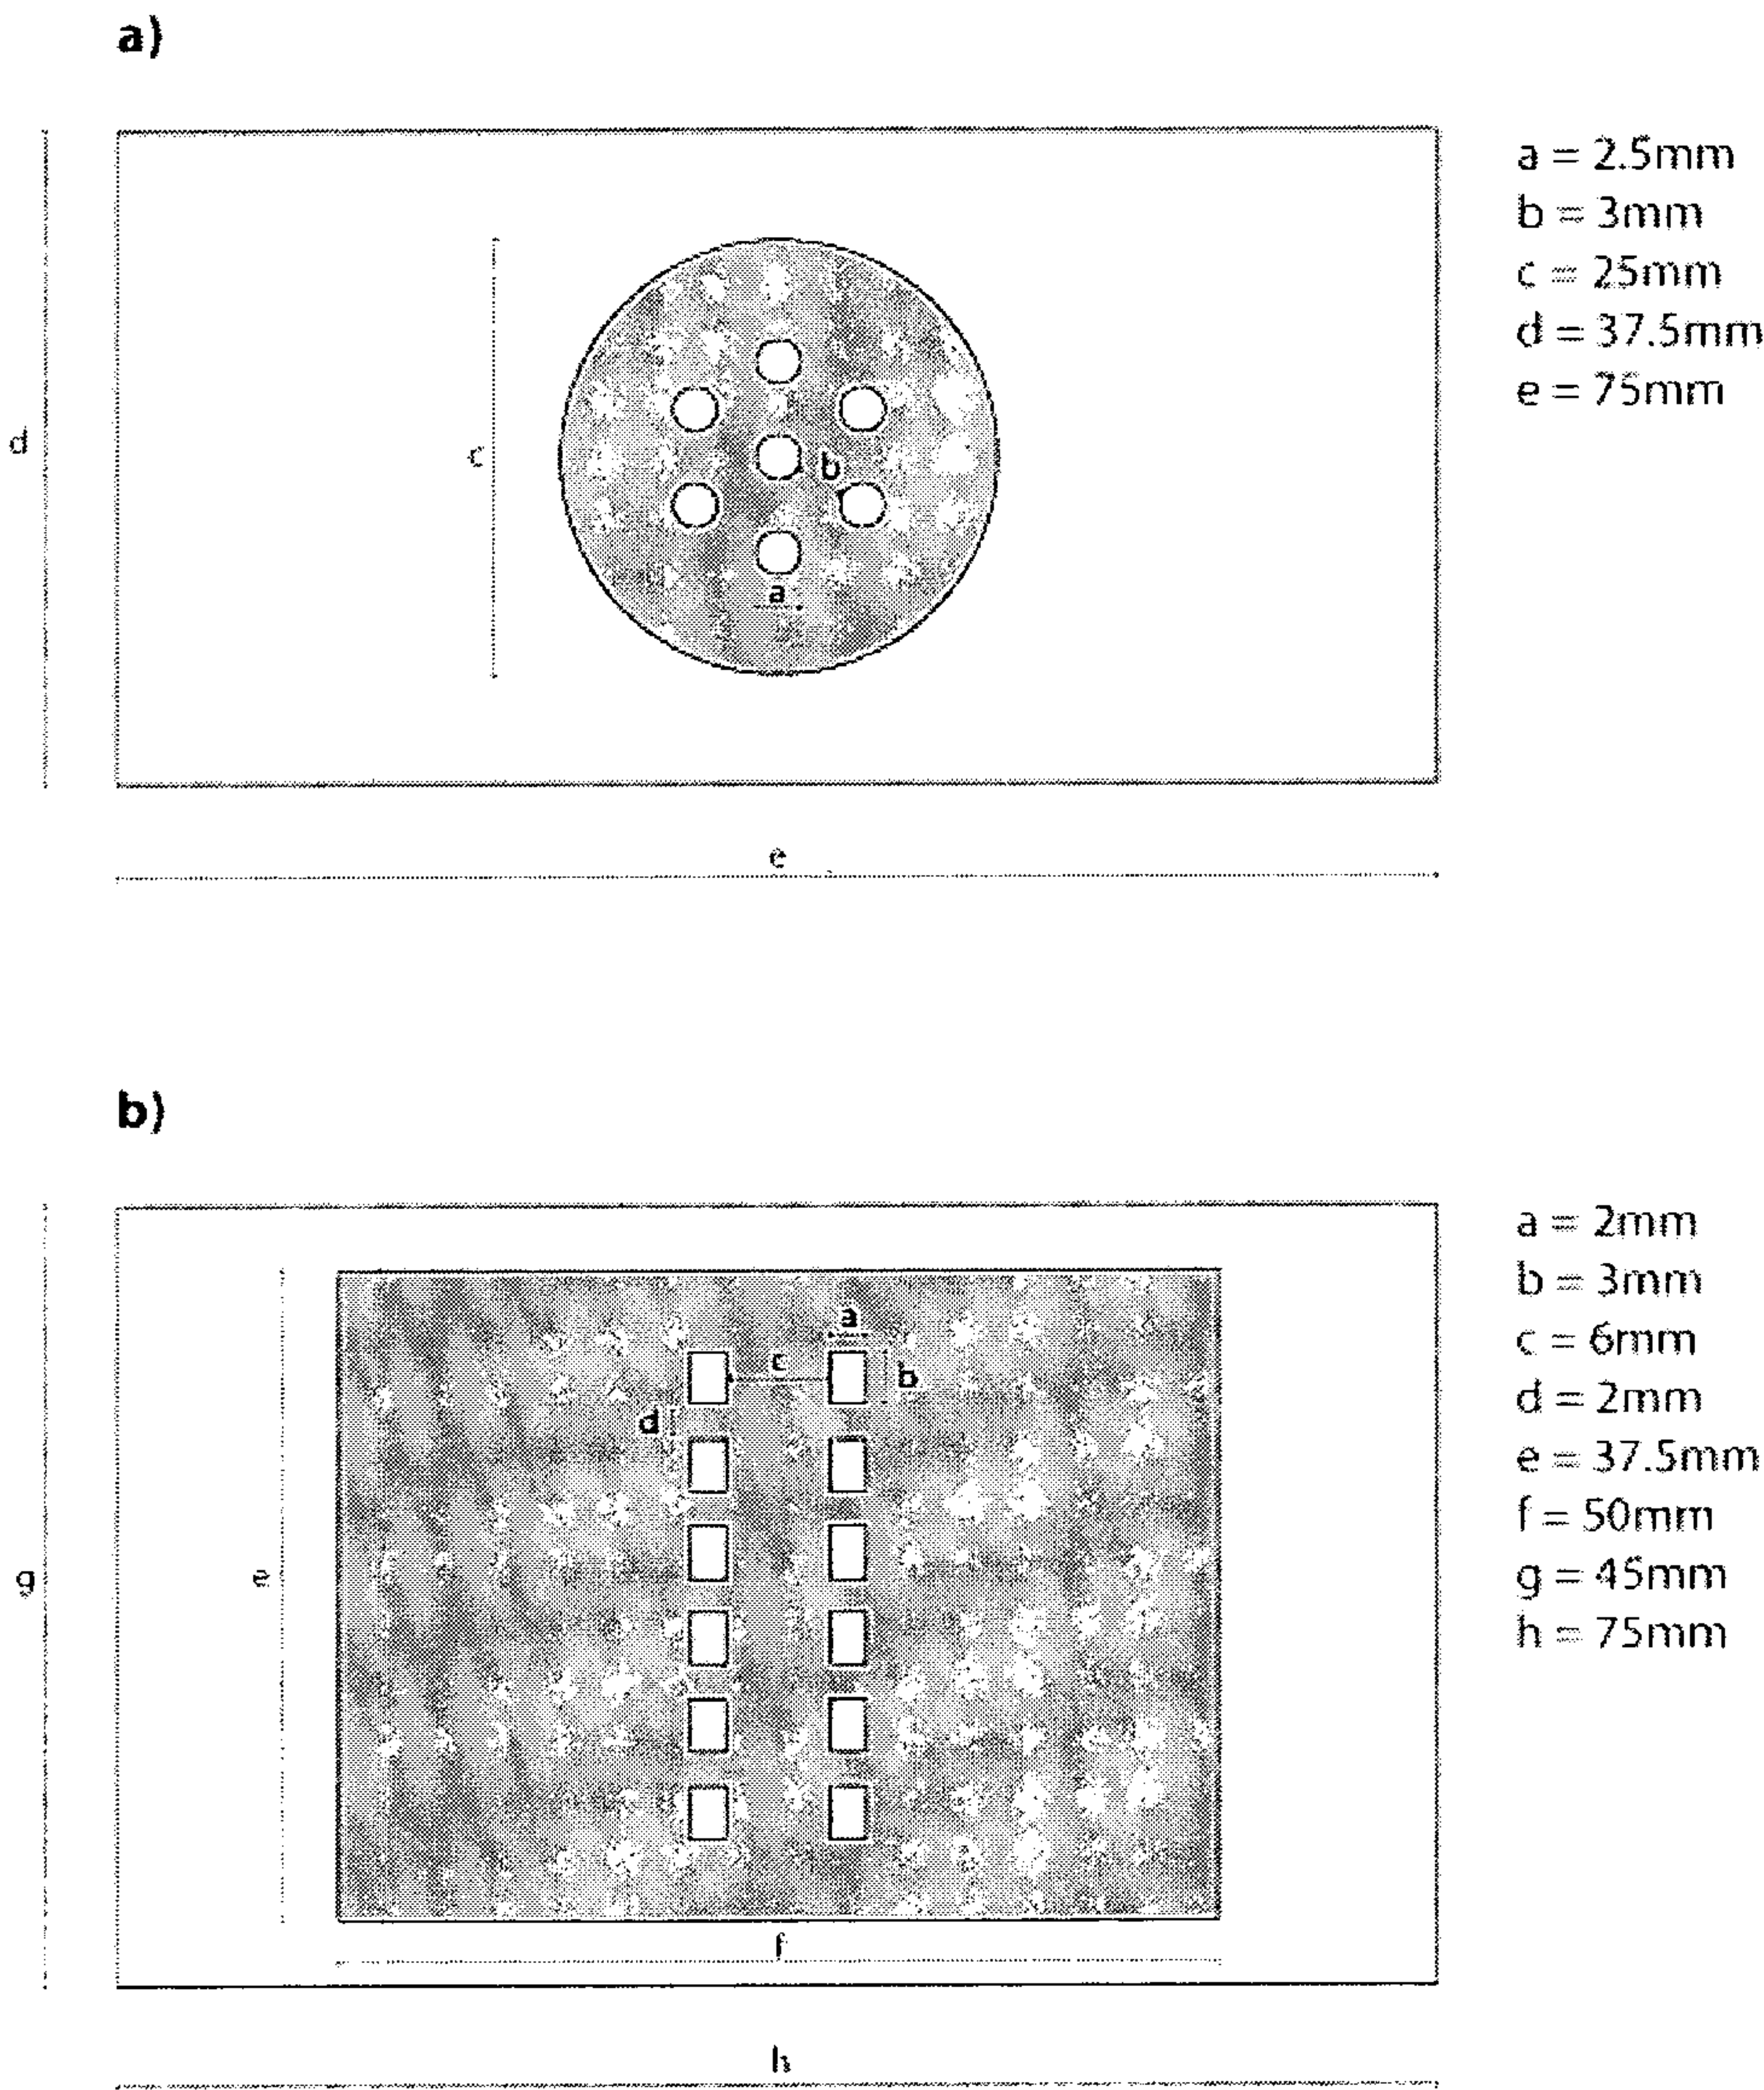 a)
a = 2.5mm
b = 3mm
c = 25mm
d = 37.5mm
e = 75mm
d
c
b
a
e
b)
a = 2mm
b = 3mm
c = 6mm
d = 2mm
e = 37.5mm
f = 50mm
g = 45mm
h = 75mm
a
c
b
d
g
e
f
h